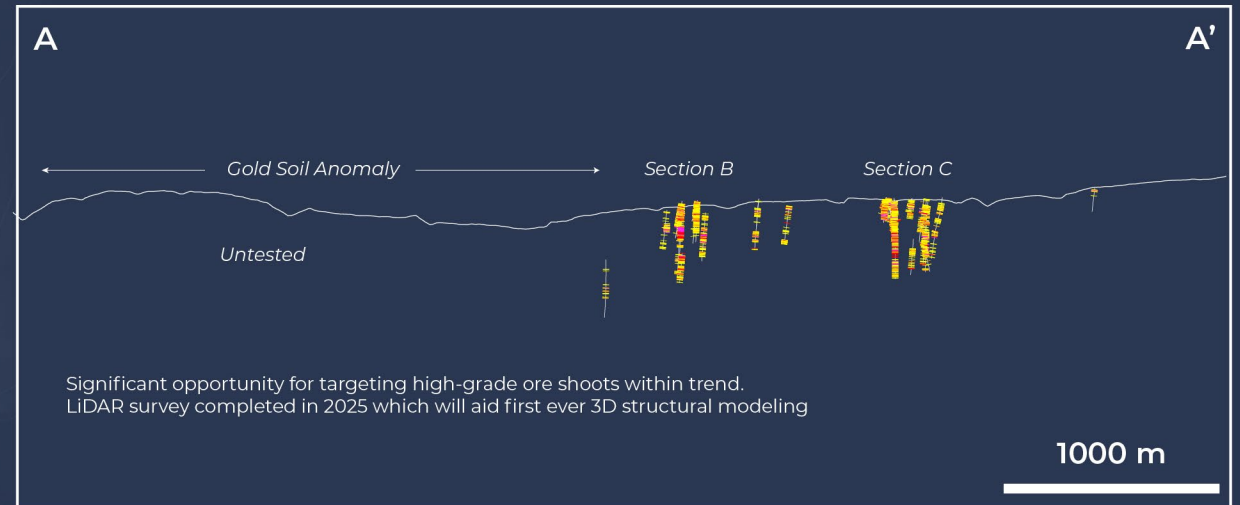 A
A’
Gold Soil Anomaly
Section B
Section C
Untested
Significant opportunity for targeting high-grade ore shoots within trend.
LiDAR survey completed in 2025 which will aid first ever 3D structural modeling
1000 m